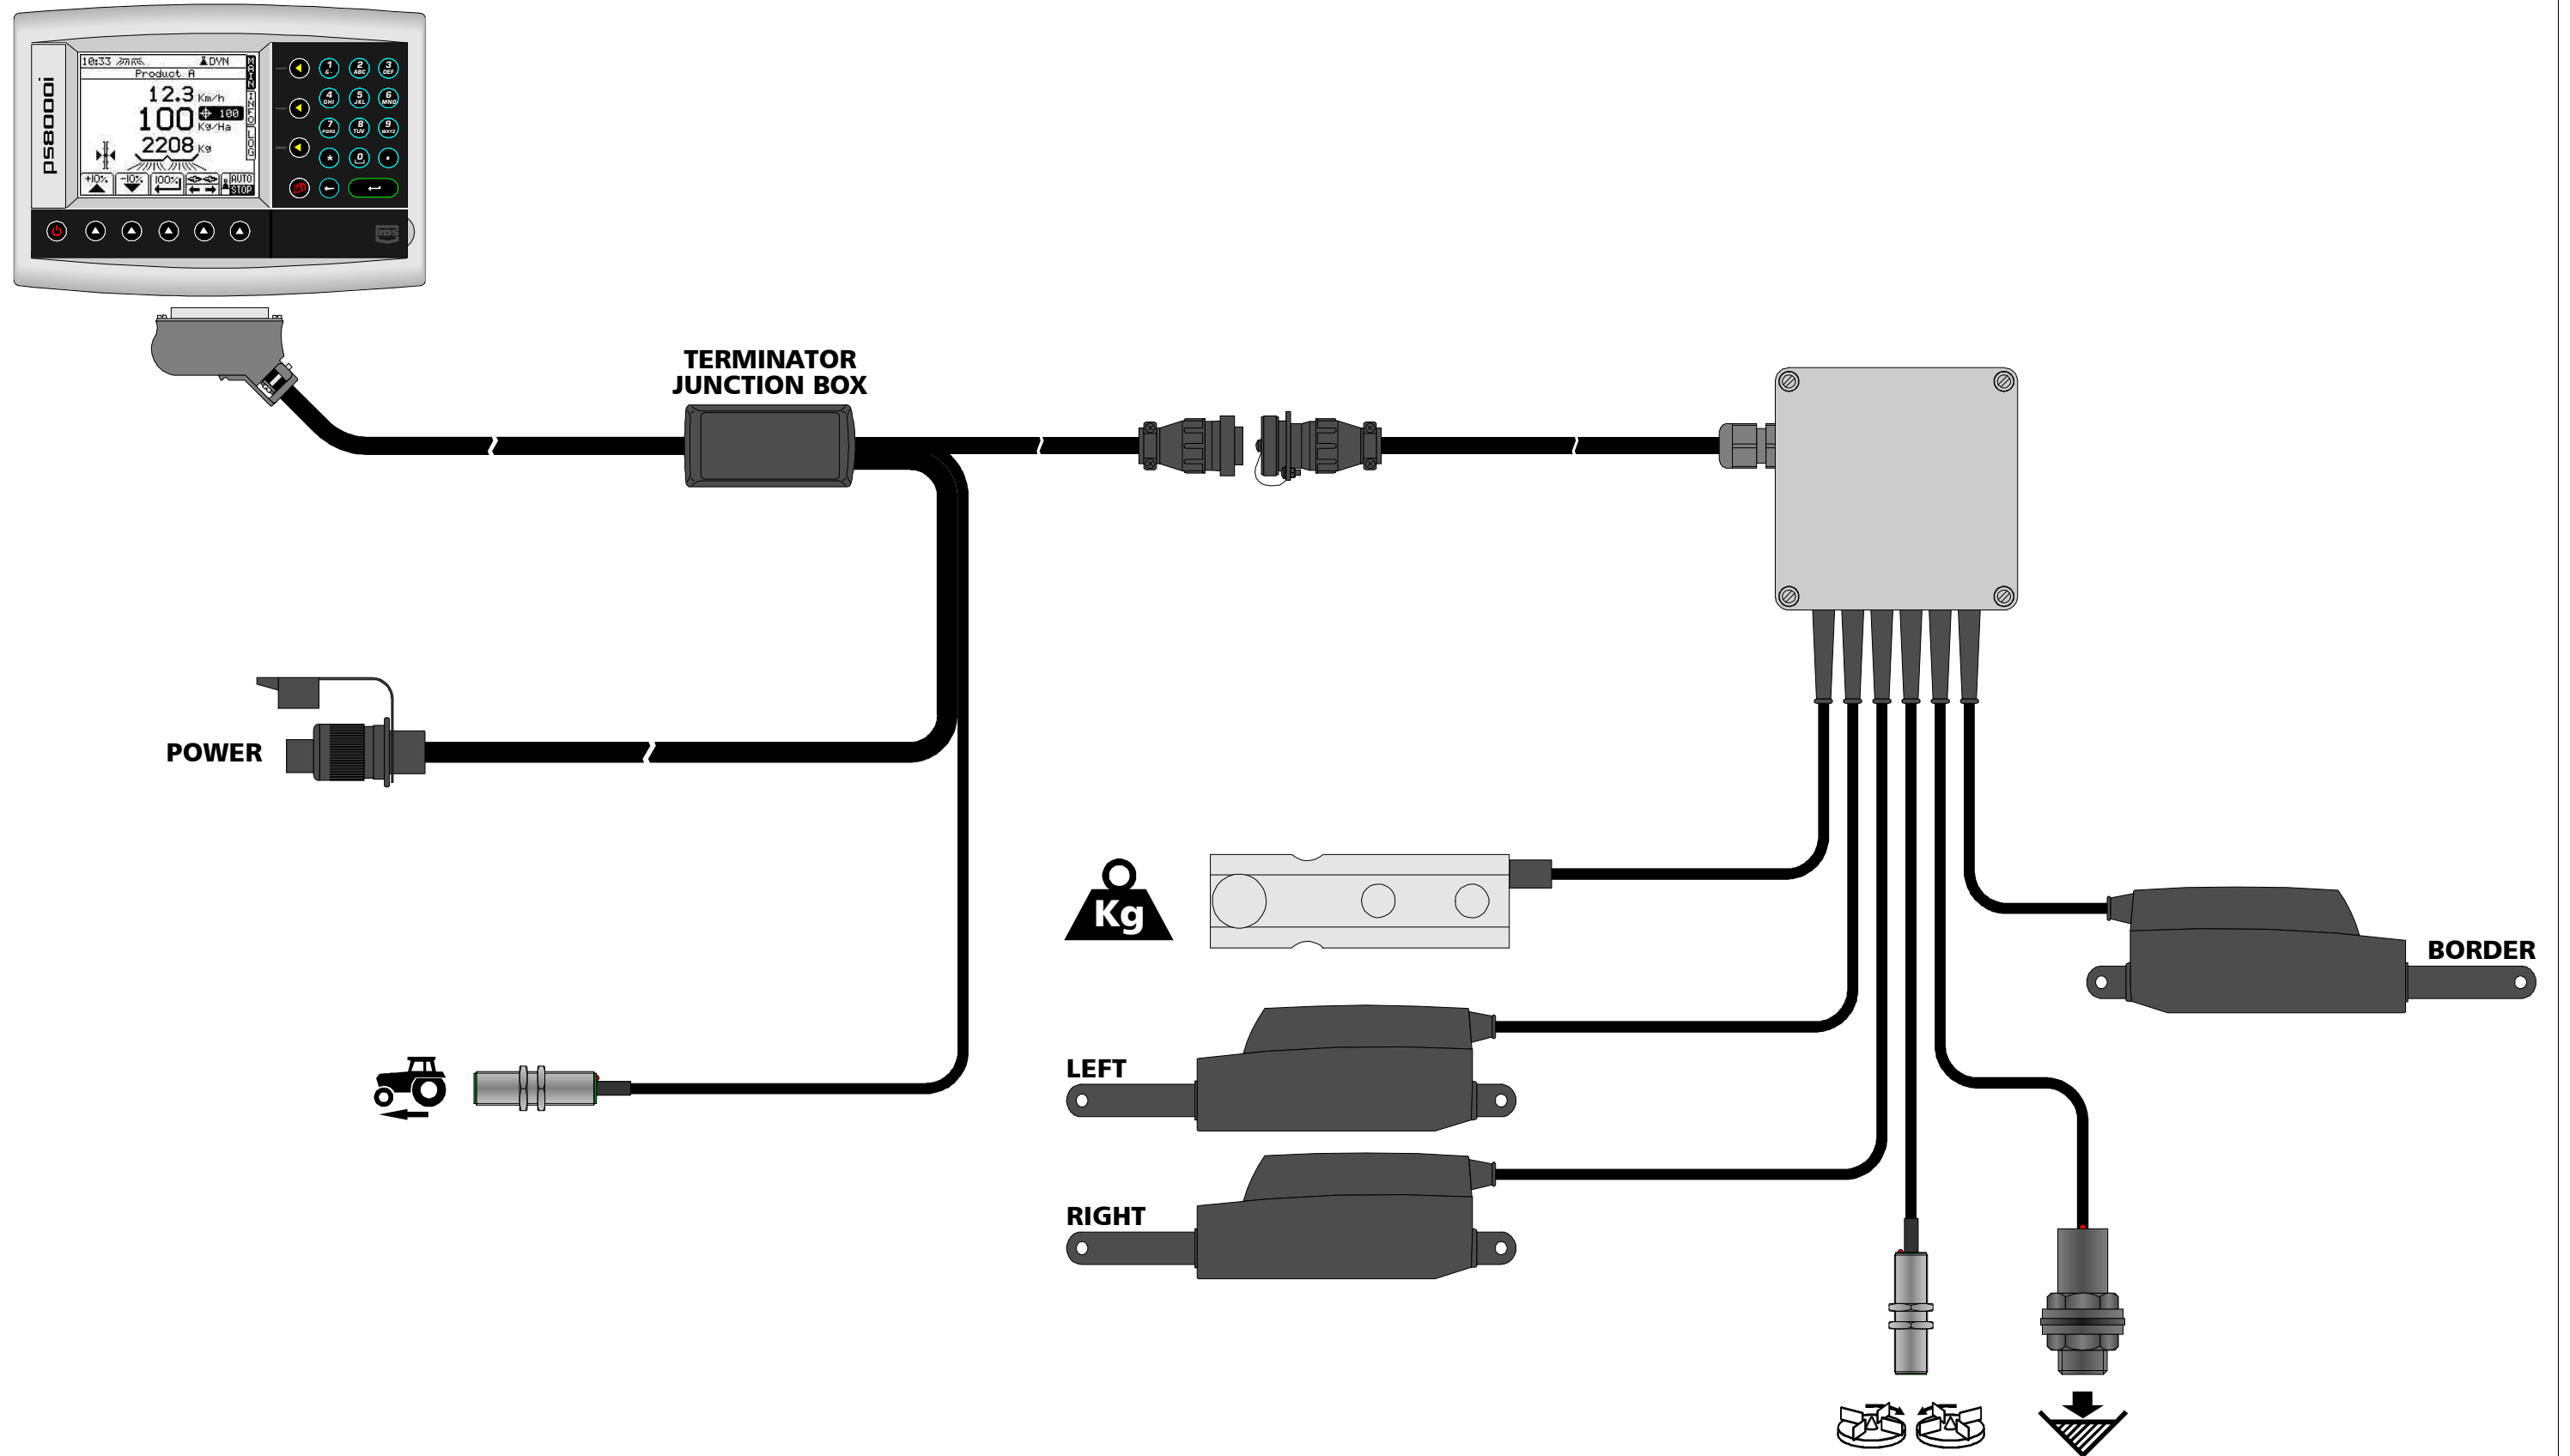 ps8000i
10:33 DYN
Product A
12.3 Km/h
100 100
Kg/Ha
2208 Kg
MAIN
INFO
LOG
+10% -10% 100% AUTO
STOP
1 2 ABC 3 DEF
4 GHI 5 JKL 6 MNO
7 PQRS 8 TUV 9 WXYZ
* 0 .
RDS
TERMINATOR
JUNCTION BOX
POWER
Kg
BORDER
LEFT
RIGHT